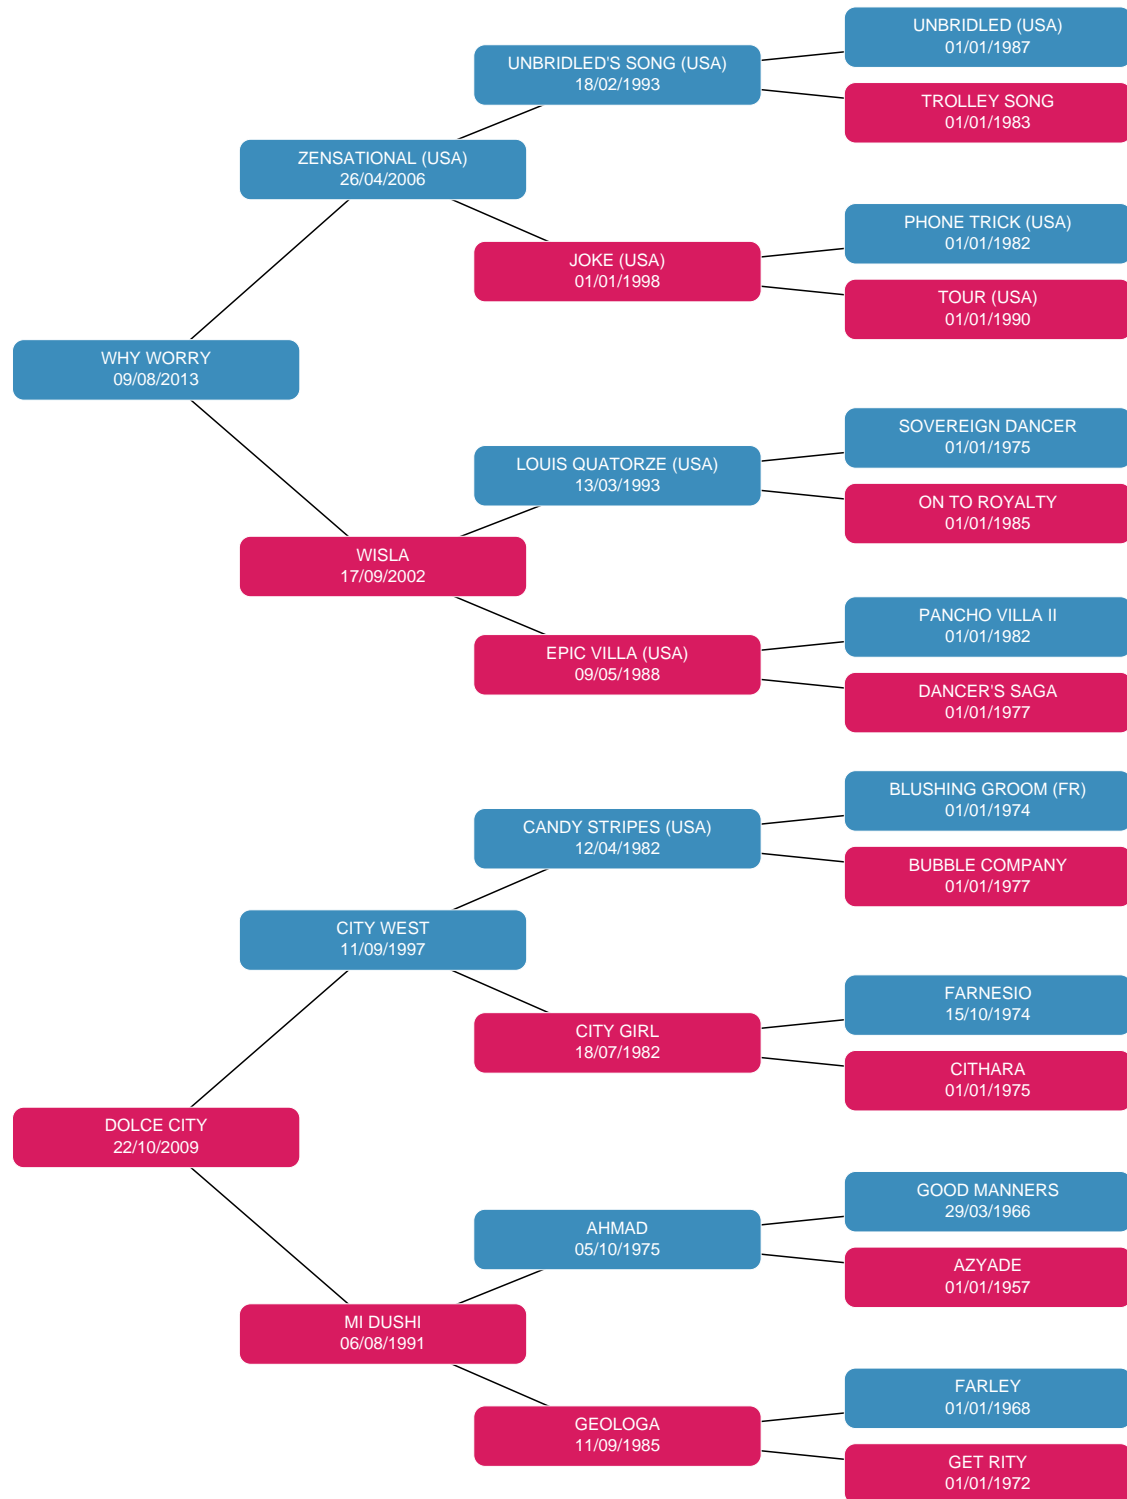 UNBRIDLED (USA)
01/01/1987
UNBRIDLED'S SONG (USA)
18/02/1993
TROLLEY SONG
01/01/1983
ZENSATIONAL (USA)
26/04/2006
PHONE TRICK (USA)
01/01/1982
JOKE (USA)
01/01/1998
TOUR (USA)
01/01/1990
WHY WORRY
09/08/2013
SOVEREIGN DANCER
01/01/1975
LOUIS QUATORZE (USA)
13/03/1993
ON TO ROYALTY
01/01/1985
WISLA
17/09/2002
PANCHO VILLA II
01/01/1982
EPIC VILLA (USA)
09/05/1988
DANCER'S SAGA
01/01/1977
BLUSHING GROOM (FR)
01/01/1974
CANDY STRIPES (USA)
12/04/1982
BUBBLE COMPANY
01/01/1977
CITY WEST
11/09/1997
FARNESIO
15/10/1974
CITY GIRL
18/07/1982
CITHARA
01/01/1975
DOLCE CITY
22/10/2009
GOOD MANNERS
29/03/1966
AHMAD
05/10/1975
AZYADE
01/01/1957
MI DUSHI
06/08/1991
FARLEY
01/01/1968
GEOLOGA
11/09/1985
GET RITY
01/01/1972